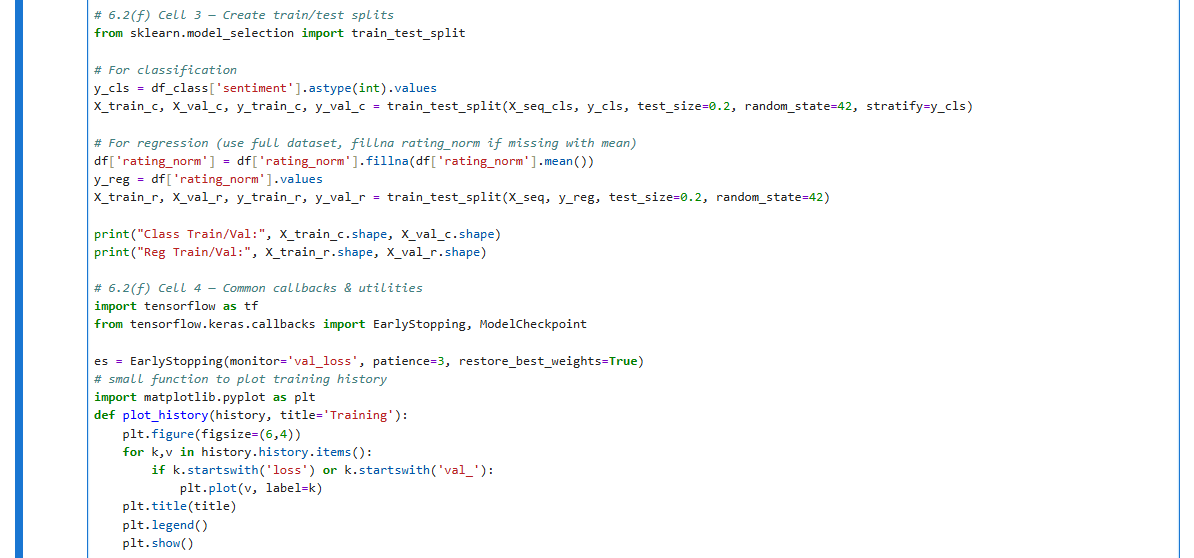 # 6.2(f) Cell 3 — Create train/test splits
from sklearn.model_selection import train_test_split
# For classification
y_cls = df_class['sentiment'].astype(int).values
X_train_c, X_val_c, y_train_c, y_val_c = train_test_split(X_seq_cls, y_cls, test_size=0.2, random_state=42, stratify=y_cls)
# For regression (use full dataset, fillna rating_norm if missing with mean)
df['rating_norm'] = df['rating_norm'].fillna(df['rating_norm'].mean())
y_reg = df['rating_norm'].values
X_train_r, X_val_r, y_train_r, y_val_r = train_test_split(X_seq, y_reg, test_size=0.2, random_state=42)
print("Class Train/Val:", X_train_c.shape, X_val_c.shape)
print("Reg Train/Val:", X_train_r.shape, X_val_r.shape)
# 6.2(f) Cell 4 — Common callbacks & utilities
import tensorflow as tf
from tensorflow.keras.callbacks import EarlyStopping, ModelCheckpoint
es = EarlyStopping(monitor='val_loss', patience=3, restore_best_weights=True)
# small function to plot training history
import matplotlib.pyplot as plt
def plot_history(history, title='Training'):
    plt.figure(figsize=(6,4))
    for k,v in history.history.items():
        if k.startswith('loss') or k.startswith('val_'):
            plt.plot(v, label=k)
    plt.title(title)
    plt.legend()
    plt.show()